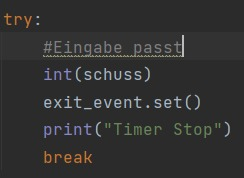 try:
    #Eingabe passt
    int(schuss)
    exit_event.set()
    print("Timer Stop")
    break